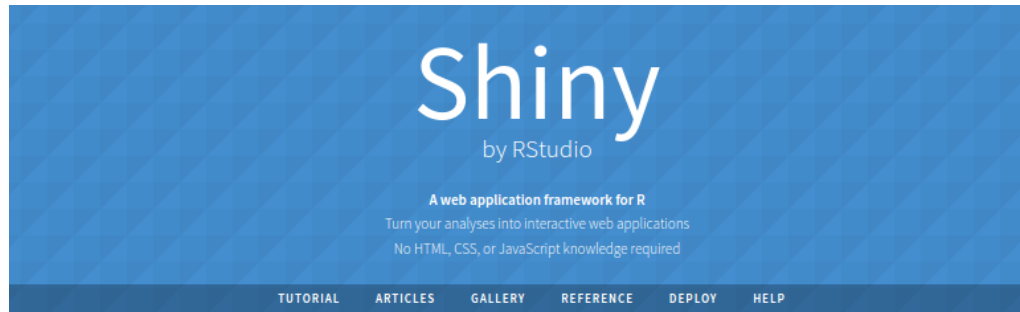 Shiny
by RStudio
A web application framework for R
Turn your analyses into interactive web applications
No HTML, CSS, or JavaScript knowledge required
TUTORIAL ARTICLES GALLERY REFERENCE DEPLOY HELP